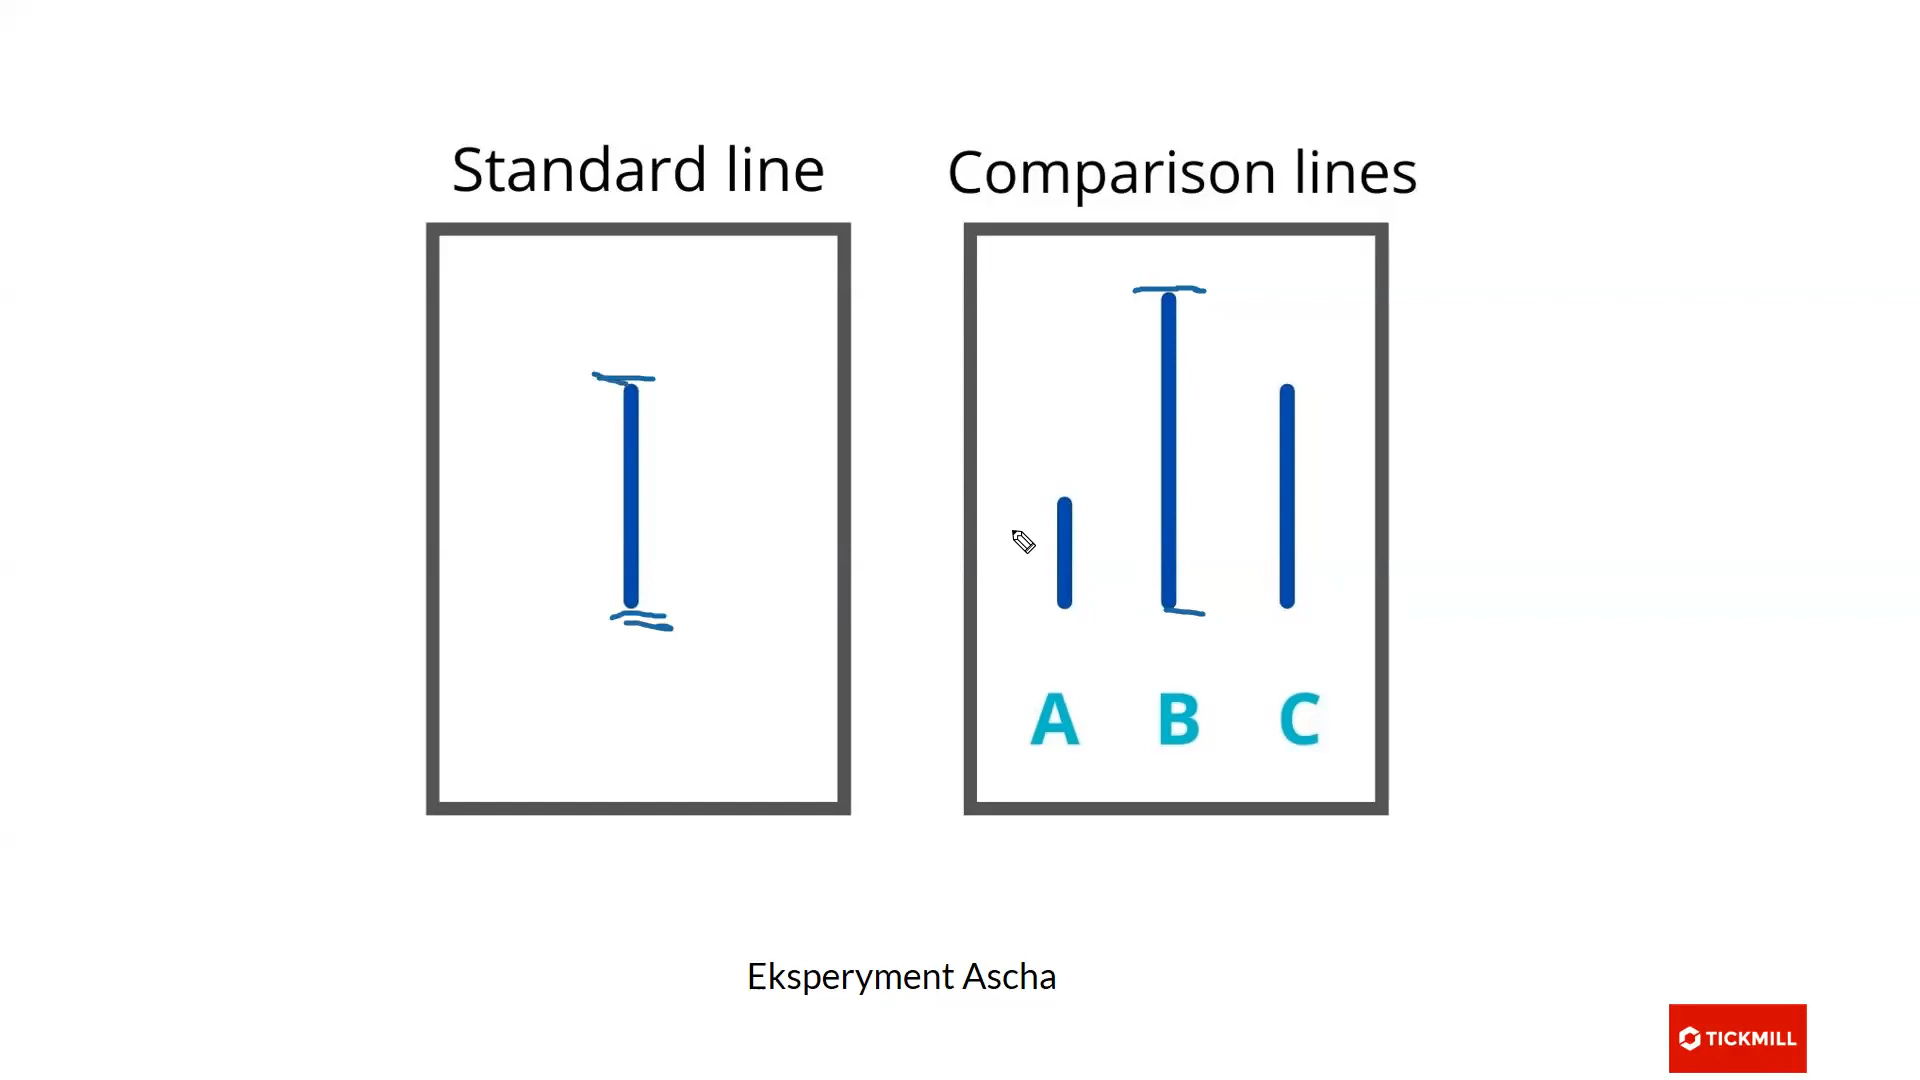 Standard line
Comparison lines
A B C
Eksperyment Ascha
TICKMILL